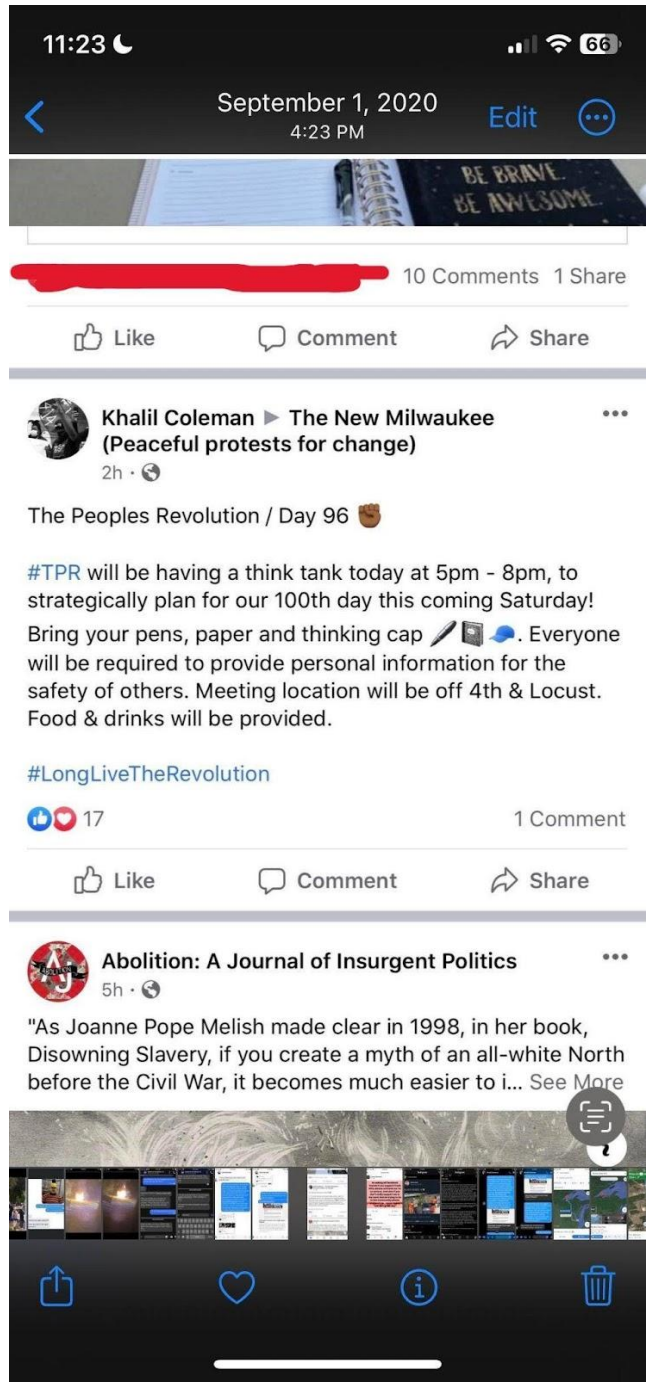 11:23
66
September 1, 2020
4:23 PM
Edit
BE BRAVE.
BE AWESOME.
10 Comments 1 Share
Like Comment Share
Khalil Coleman ▶ The New Milwaukee
(Peaceful protests for change)
2h ·
The Peoples Revolution / Day 96 ✊🏾
#TPR will be having a think tank today at 5pm - 8pm, to
strategically plan for our 100th day this coming Saturday!
Bring your pens, paper and thinking cap 🖊📓🧢. Everyone
will be required to provide personal information for the
safety of others. Meeting location will be off 4th & Locust.
Food & drinks will be provided.
#LongLiveTheRevolution
17 1 Comment
Like Comment Share
Abolition: A Journal of Insurgent Politics
5h ·
"As Joanne Pope Melish made clear in 1998, in her book,
Disowning Slavery, if you create a myth of an all-white North
before the Civil War, it becomes much easier to i... See More